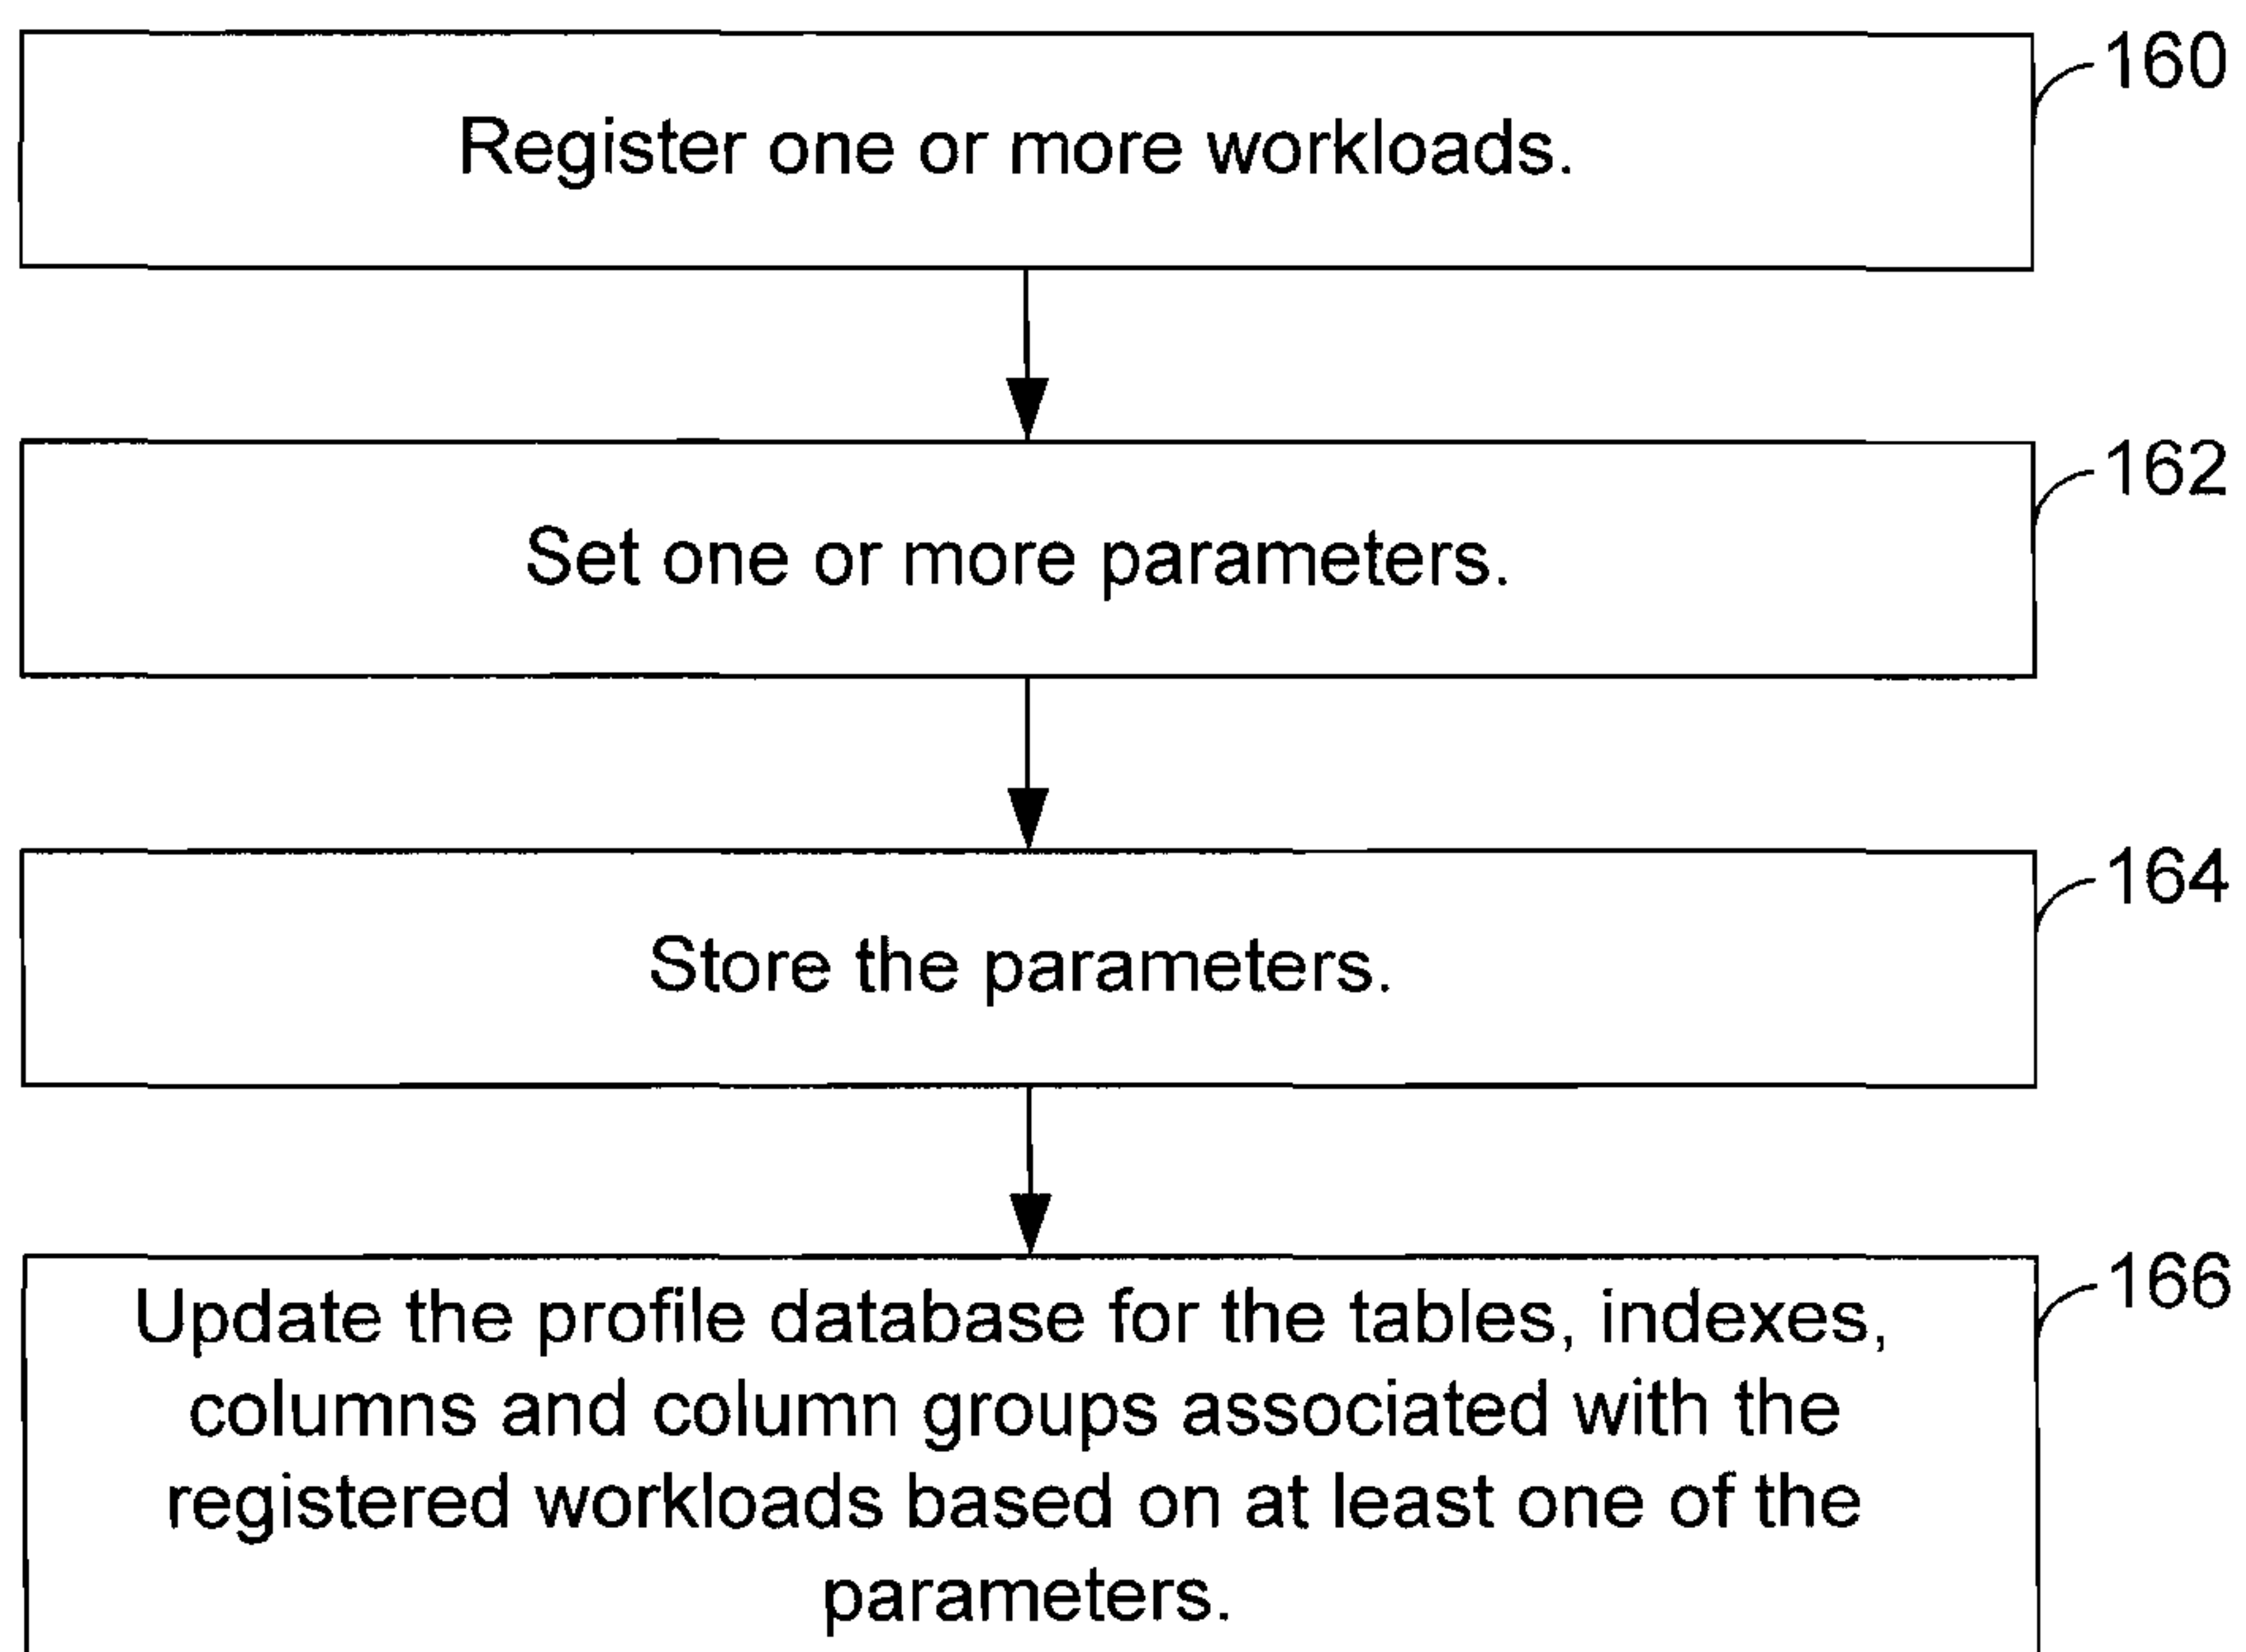 160
Register one or more workloads.
162
Set one or more parameters.
164
Store the parameters.
166
Update the profile database for the tables, indexes,
columns and column groups associated with the
registered workloads based on at least one of the
parameters.